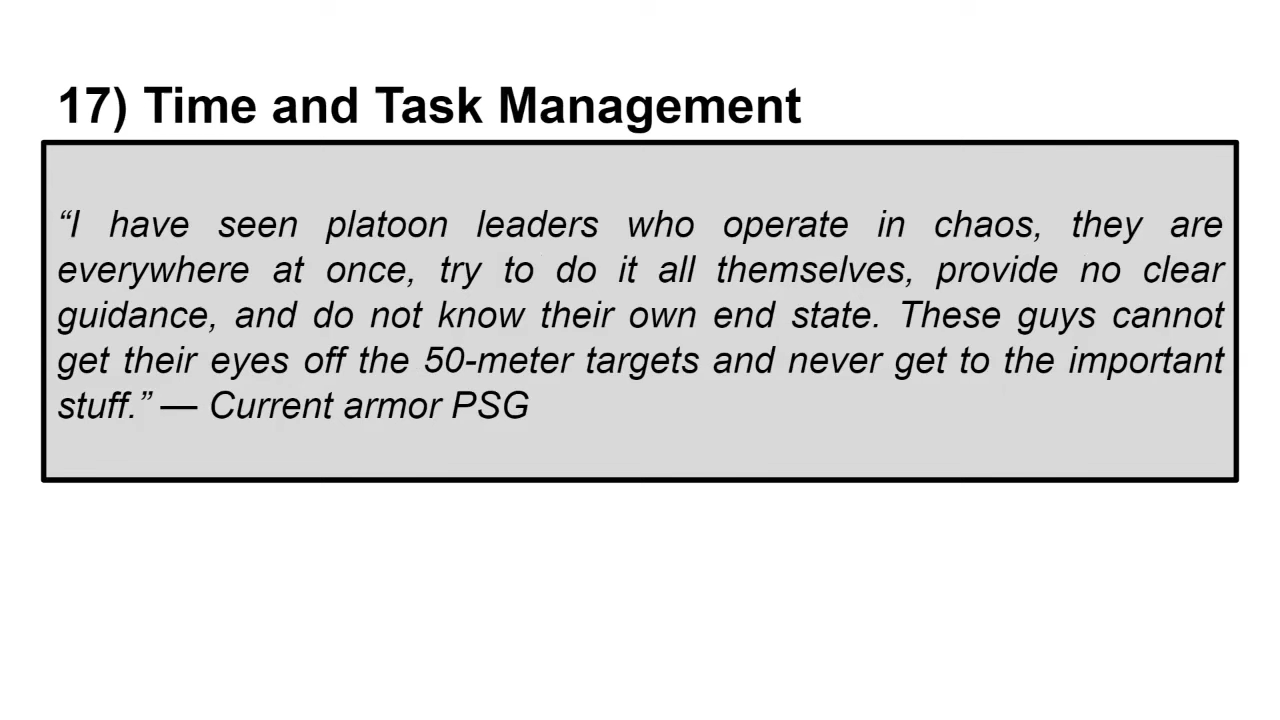 17) Time and Task Management
“I have seen platoon leaders who operate in chaos, they are
everywhere at once, try to do it all themselves, provide no clear
guidance, and do not know their own end state. These guys cannot
get their eyes off the 50-meter targets and never get to the important
stuff.” — Current armor PSG